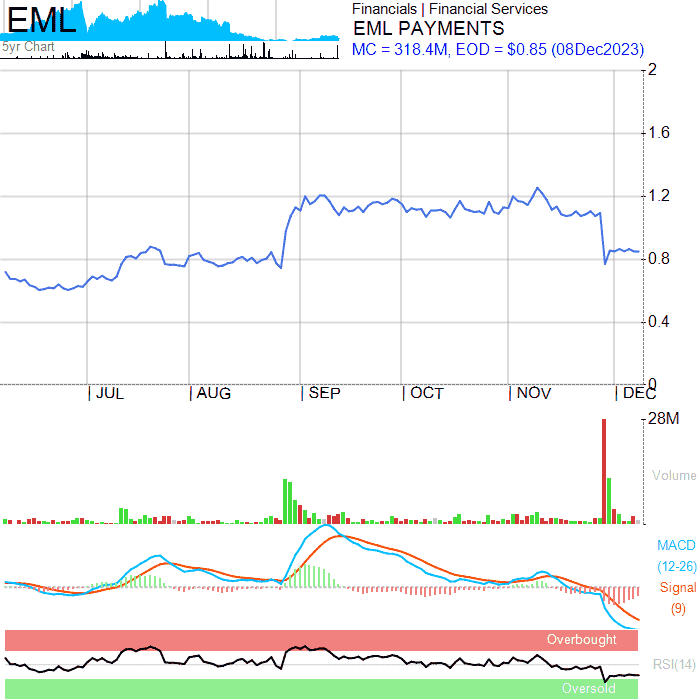 EML
5yr Chart
Financials | Financial Services
EML PAYMENTS
MC = 318.4M, EOD = $0.85 (08Dec2023)
2
1.6
1.2
0.8
0.4
0
JUL
AUG
SEP
OCT
NOV
DEC
28M
Volume
MACD
(12-26)
Signal
(9)
Overbought
RSI(14)
Oversold